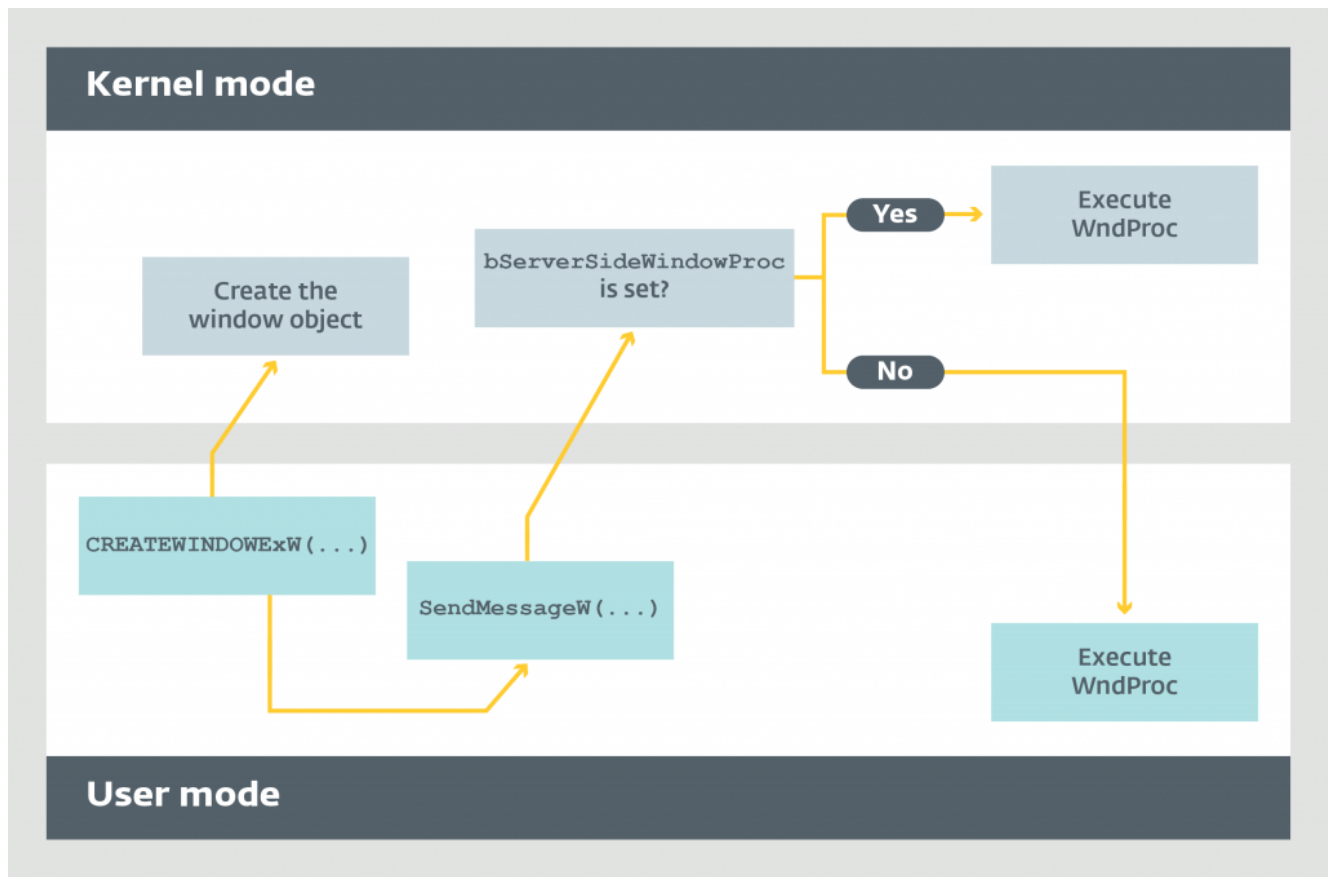 Kernel mode
Create the
window object
bServerSideWindowProc
is set?
Yes
Execute
WndProc
No
CREATEWINDOWExW(...)
SendMessageW(...)
Execute
WndProc
User mode